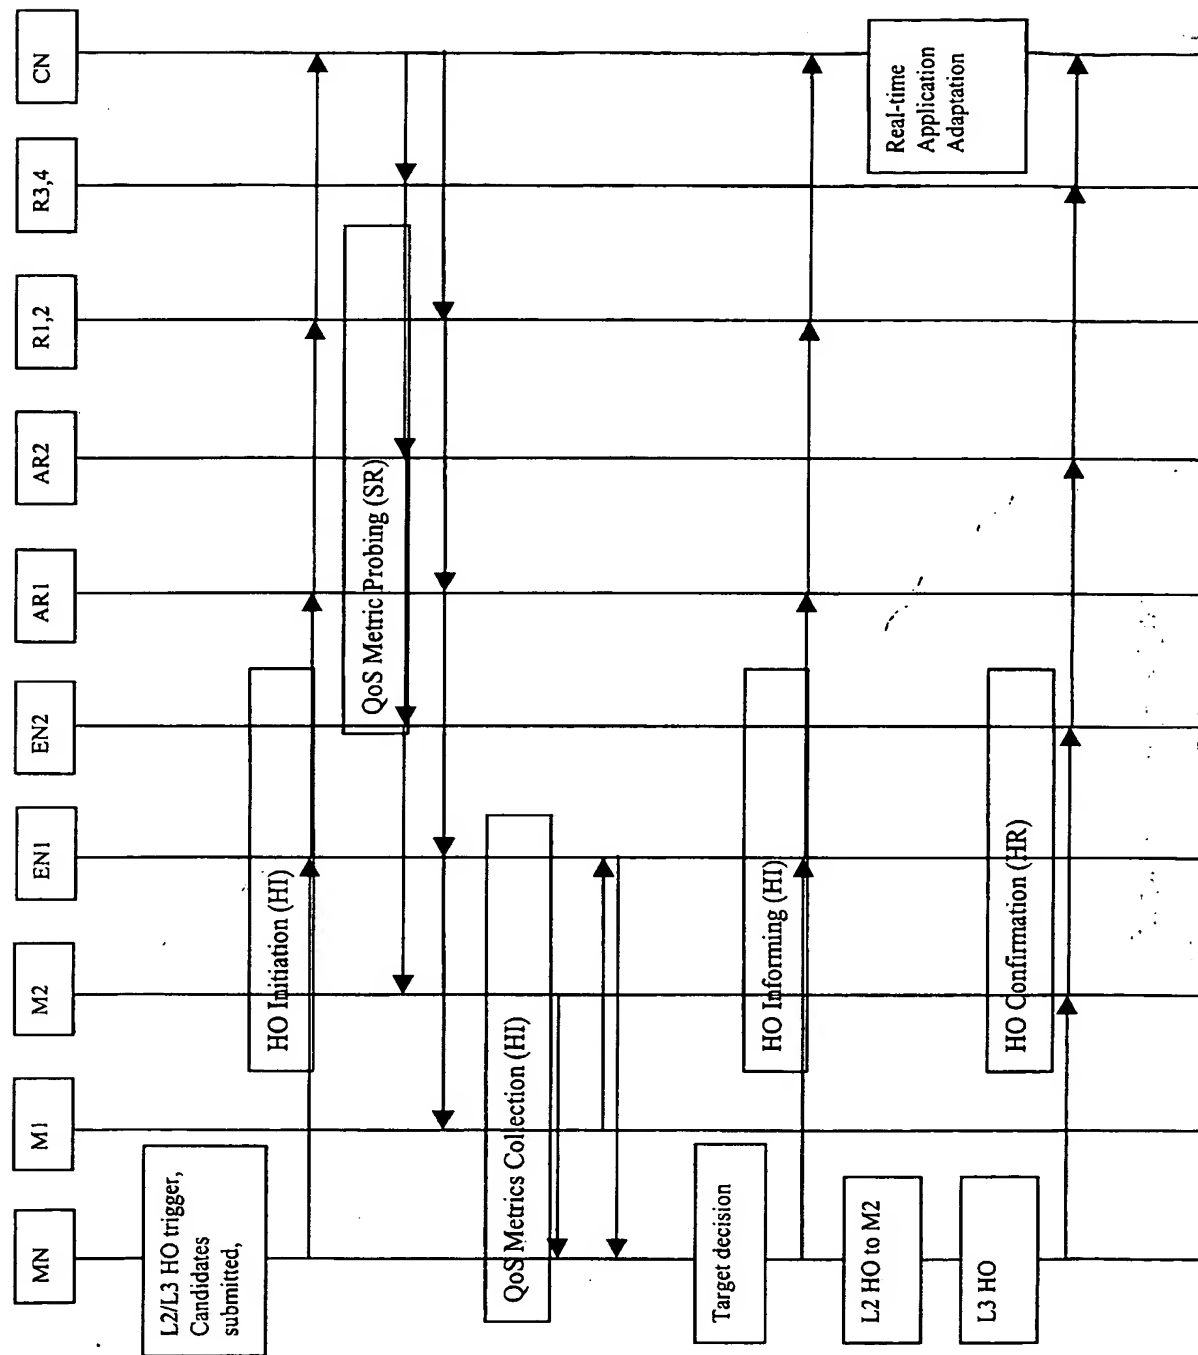 MN
M1
M2
EN1
EN2
AR1
AR2
R1,2
R3,4
CN
L2/L3 HO trigger,
Candidates
submitted,
HO Initiation (HI)
QoS Metric Probing (SR)
QoS Metrics Collection (HI)
Target decision
HO Informing (HI)
L2 HO to M2
Real-time
Application
Adaptation
L3 HO
HO Confirmation (HR)